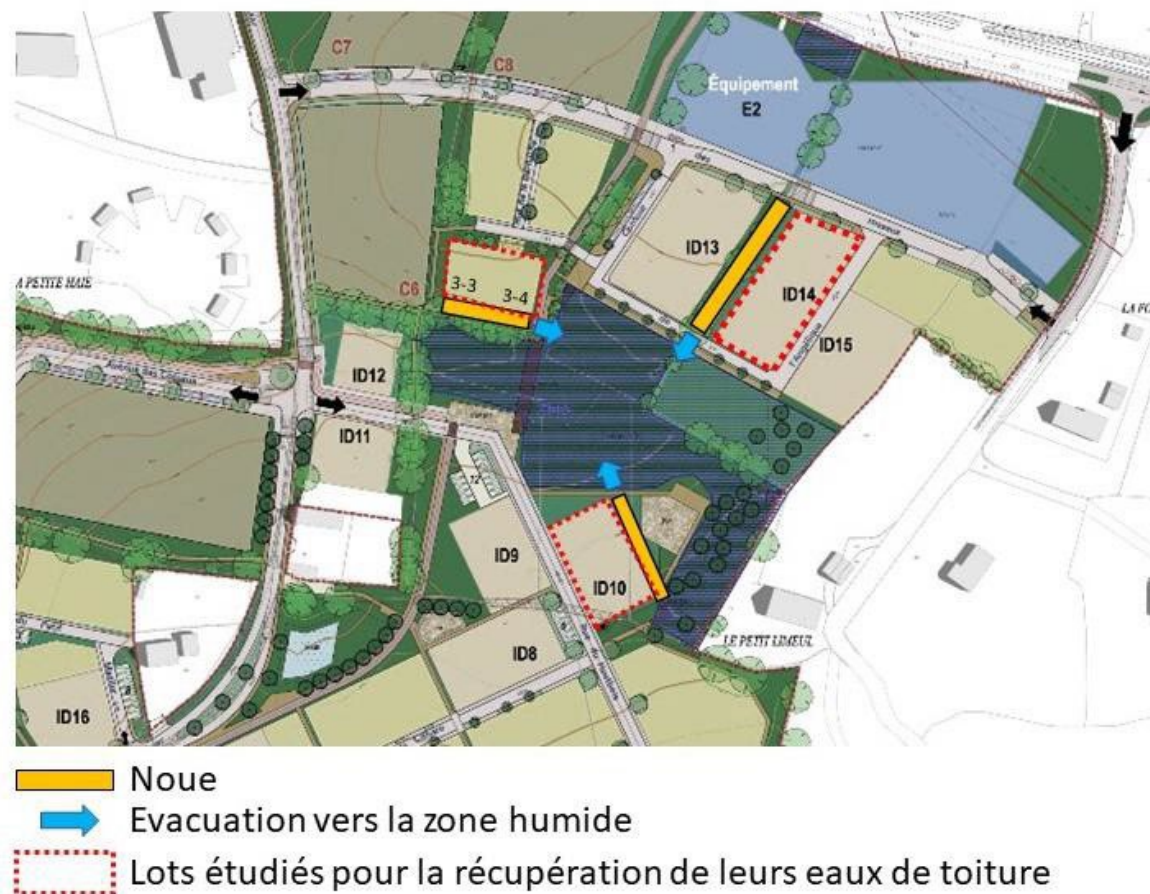 C7
C8
Équipement
E2
ID13
3-3
3-4
C6
ID14
A PETITE HAIE
ID15
ID12
ID11
12
ID9
ID10
LE PETIT LIMEUL
ID8
ID16
Noue
Evacuation vers la zone humide
Lots étudiés pour la récupération de leurs eaux de toiture